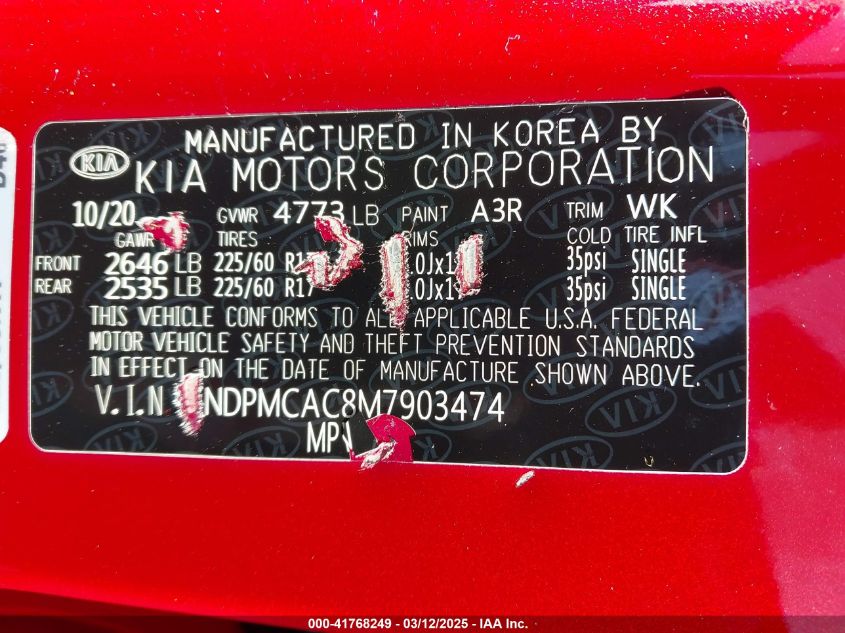 MANUFACTURED IN KOREA BY
KIA KIA MOTORS CORPORATION
10/20 GVWR 4773 LB PAINT A3R TRIM WK
GAWR TIRES RIMS COLD TIRE INFL
FRONT 2646 LB 225/60 35psi SINGLE
REAR 2535 LB 225/60 R17 35psi SINGLE
THIS VEHICLE CONFORMS TO ALL APPLICABLE U.S.A. FEDERAL
MOTOR VEHICLE SAFETY AND THEFT PREVENTION STANDARDS
IN EFFECT ON THE DATE OF MANUFACTURE SHOWN ABOVE.
V.I.N NDPMCAC8M7903474
000-41768249 - 03/12/2025 - IAA Inc.